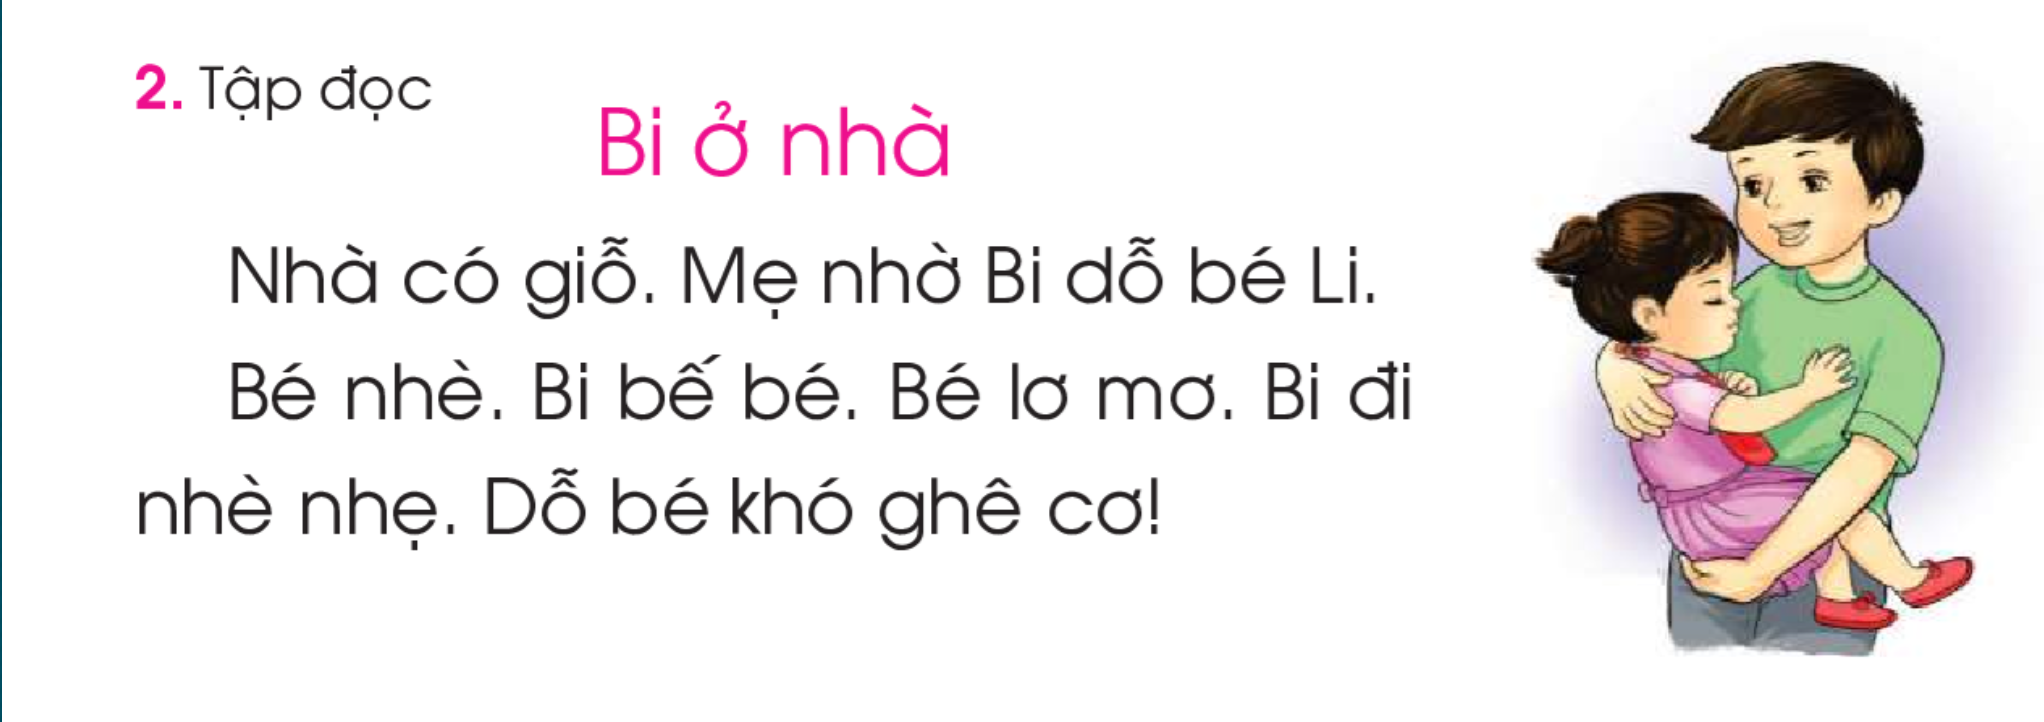 2. Tập đọc
Bi ở nhà
Nhà có giỗ. Mẹ nhờ Bi dỗ bé Li.
Bé nhè. Bi bế bé. Bé lơ mơ. Bi đi
nhè nhẹ. Dỗ bé khó ghê cơ!